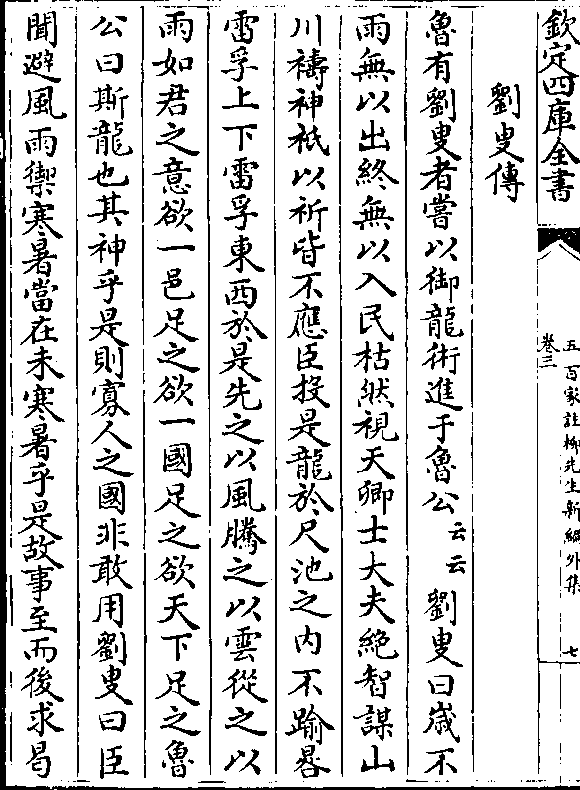 欽定四庫全書
五百家註柳先生新編外集
卷三
七
劉叟傳
魯有劉叟者嘗以御龍術進于魯公云云劉叟曰嵗不
雨無以出終無以入民枯然視天卿士大夫絶智謀山
川禱神祇以祈皆不應臣投是龍於尺池之内不踰晷
雷孚上下雷孚東西於是先之以風騰之以雲從之以
雨如君之意欲一邑足之欲一國足之欲天下足之魯
公曰斯龍也其神乎是則寡人之國非敢用劉叟曰臣
聞避風雨禦寒暑當在未寒暑乎是故事至而後求曷